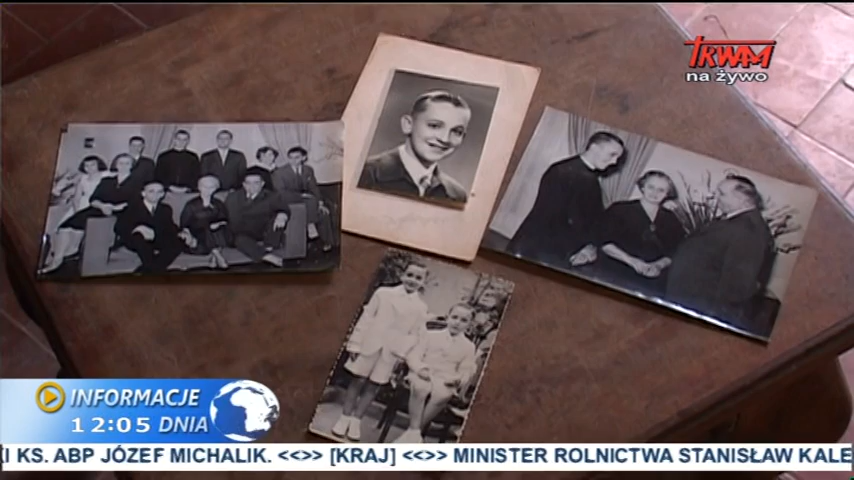 TRWAM
na żywo
INFORMACJE
12:05 DNIA
KS. ABP JÓZEF MICHALIK. <<>> [KRAJ] <<>> MINISTER ROLNICTWA STANISŁAW KALE